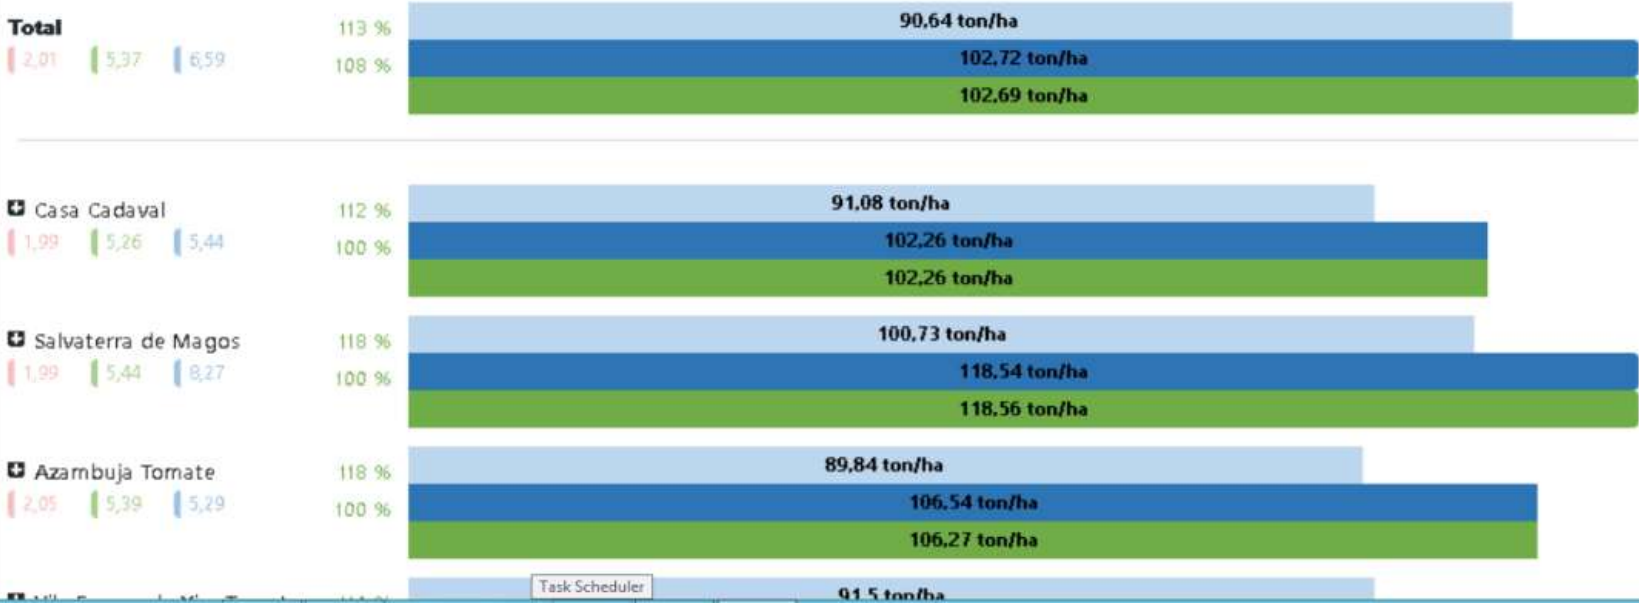 Total 113 % 90,64 ton/ha
2,01 5,37 6,59 108 % 102,72 ton/ha
102,69 ton/ha
Casa Cadaval 112 % 91,08 ton/ha
1,99 5,26 5,44 100 % 102,26 ton/ha
102,26 ton/ha
Salvaterra de Magos 118 % 100,73 ton/ha
1,99 5,44 8,27 100 % 118,54 ton/ha
118,56 ton/ha
Azambuja Tomate 118 % 89,84 ton/ha
2,05 5,39 5,29 100 % 106,54 ton/ha
106,27 ton/ha
Task Scheduler
91,5 ton/ha